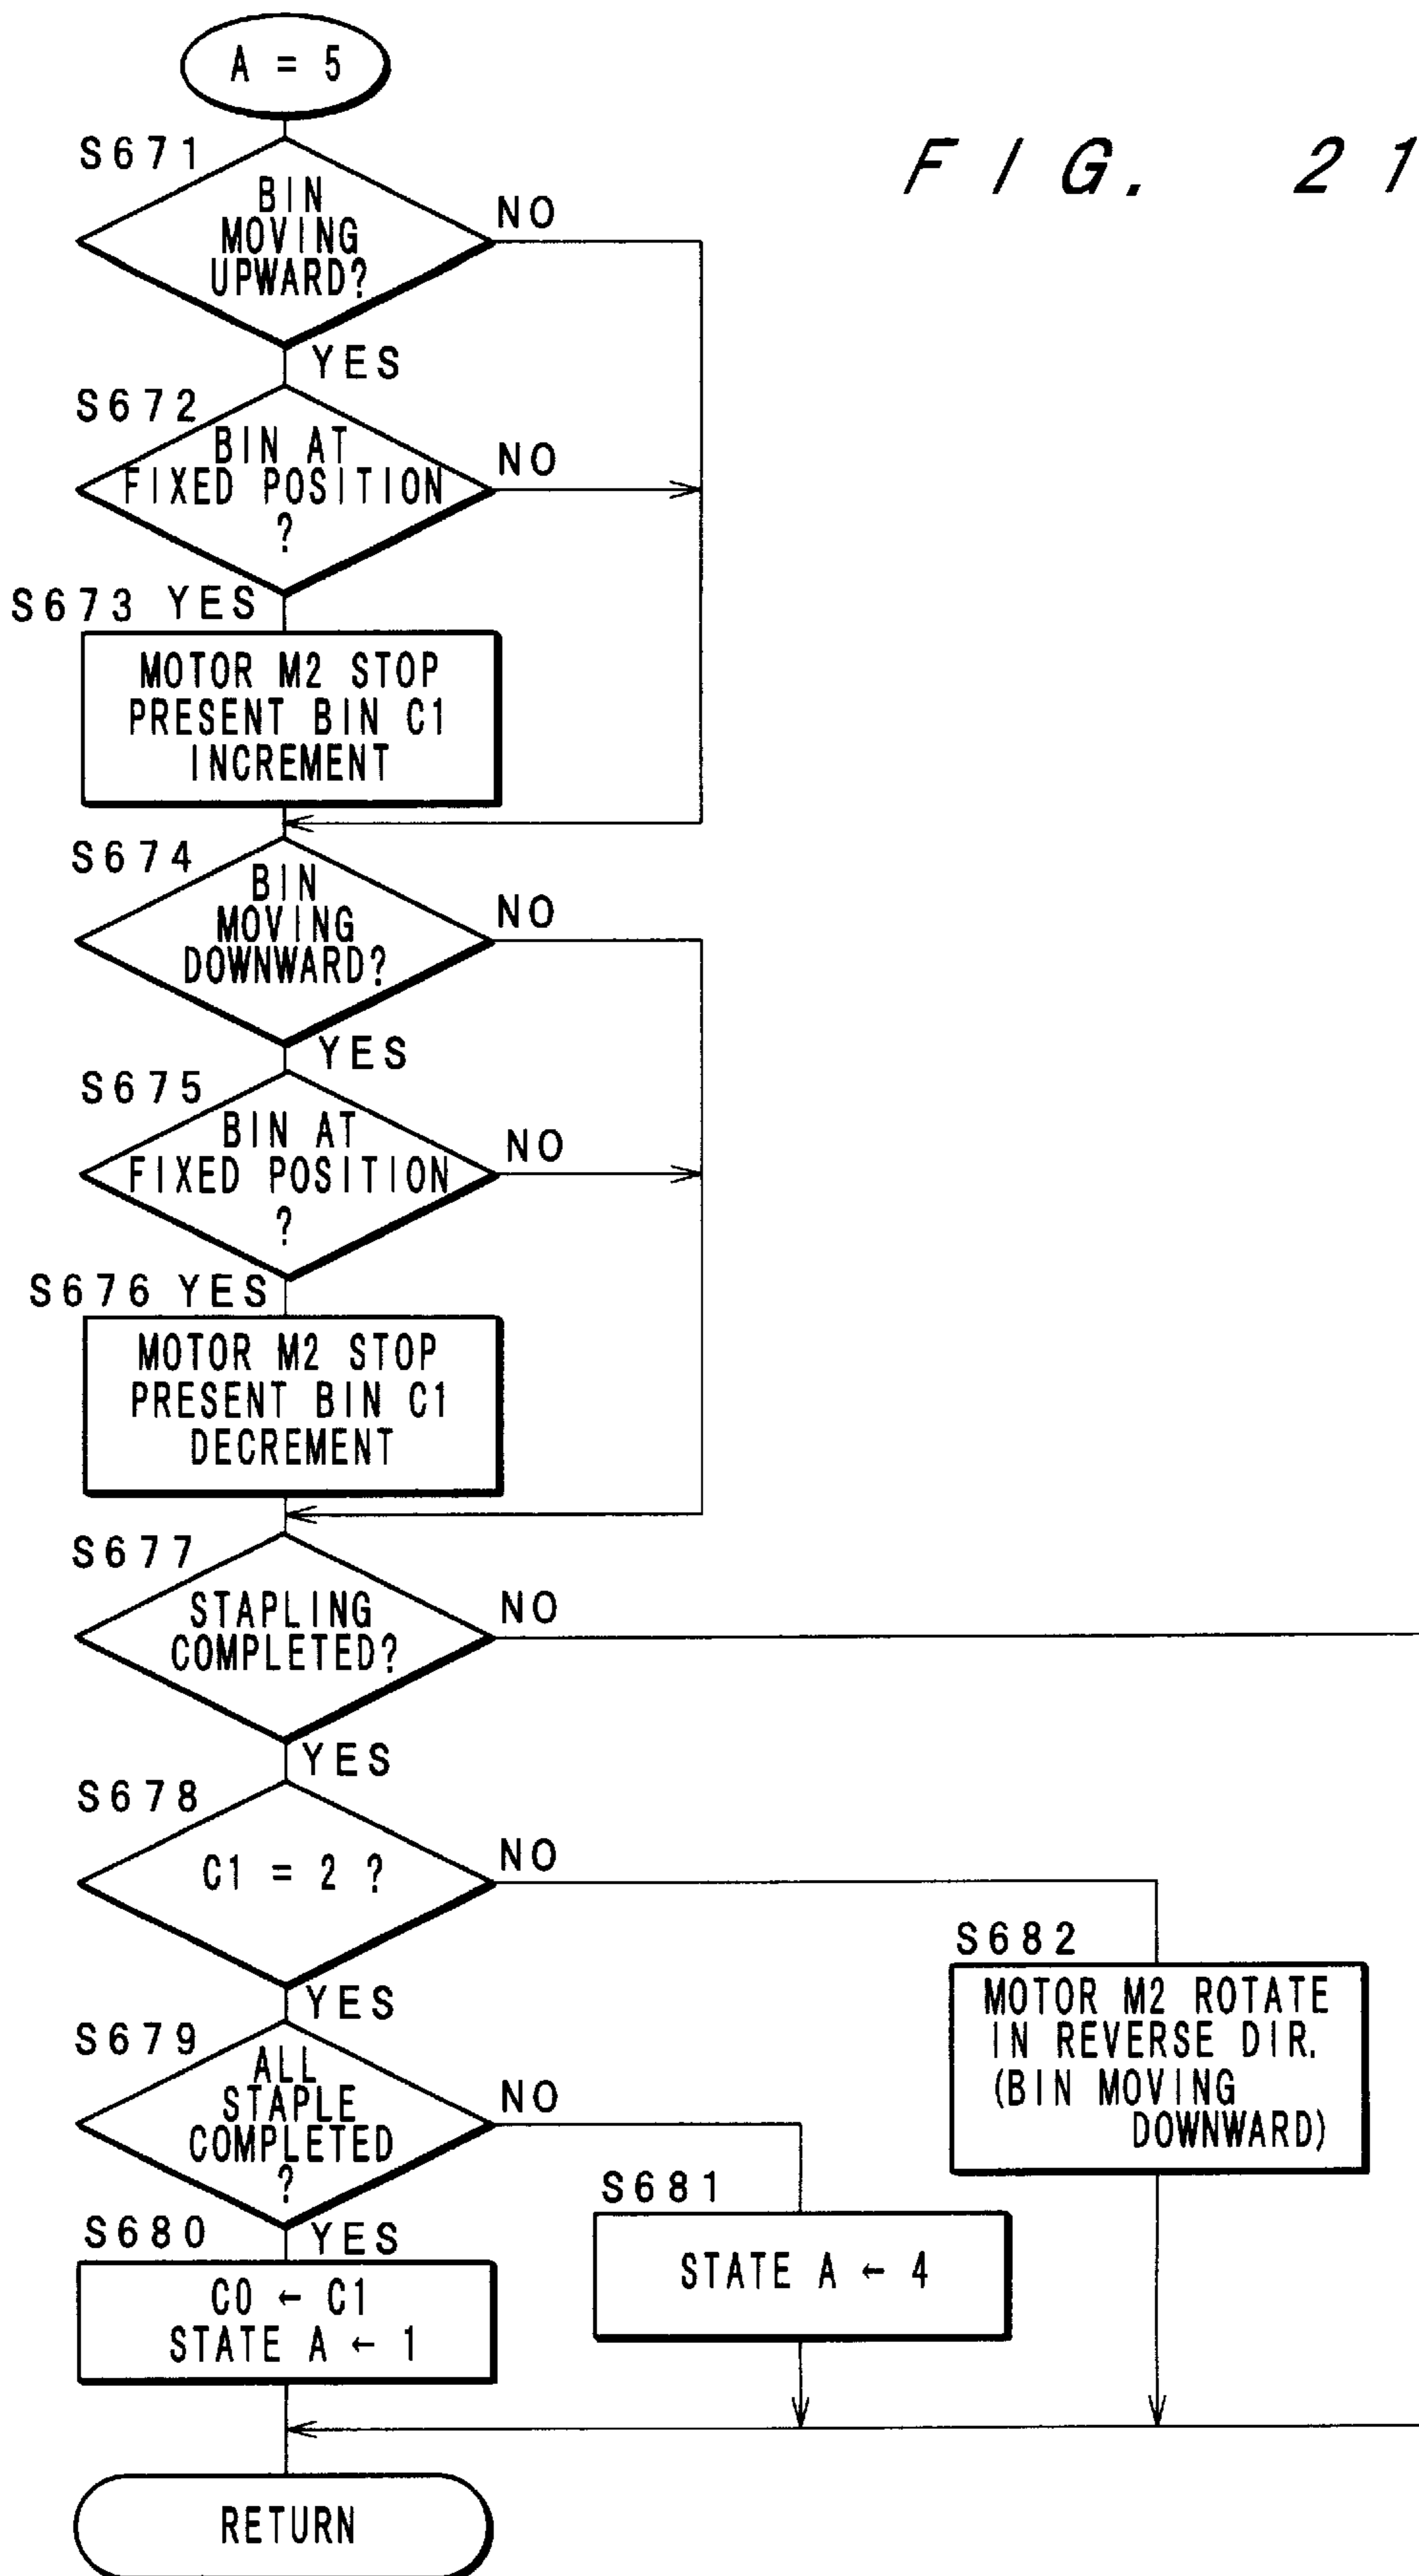 A = 5
FIG. 21
S671
BIN
MOVING
UPWARD?
NO
YES
S672
BIN AT
FIXED POSITION
?
NO
S673 YES
MOTOR M2 STOP
PRESENT BIN C1
INCREMENT
S674
BIN
MOVING
DOWNWARD?
NO
YES
S675
BIN AT
FIXED POSITION
?
NO
S676 YES
MOTOR M2 STOP
PRESENT BIN C1
DECREMENT
S677
STAPLING
COMPLETED?
NO
YES
S678
C1 = 2 ?
NO
YES
S682
MOTOR M2 ROTATE
IN REVERSE DIR.
(BIN MOVING
DOWNWARD)
S679
ALL
STAPLE
COMPLETED
?
NO
YES
S681
STATE A ← 4
S680
C0 ← C1
STATE A ← 1
RETURN